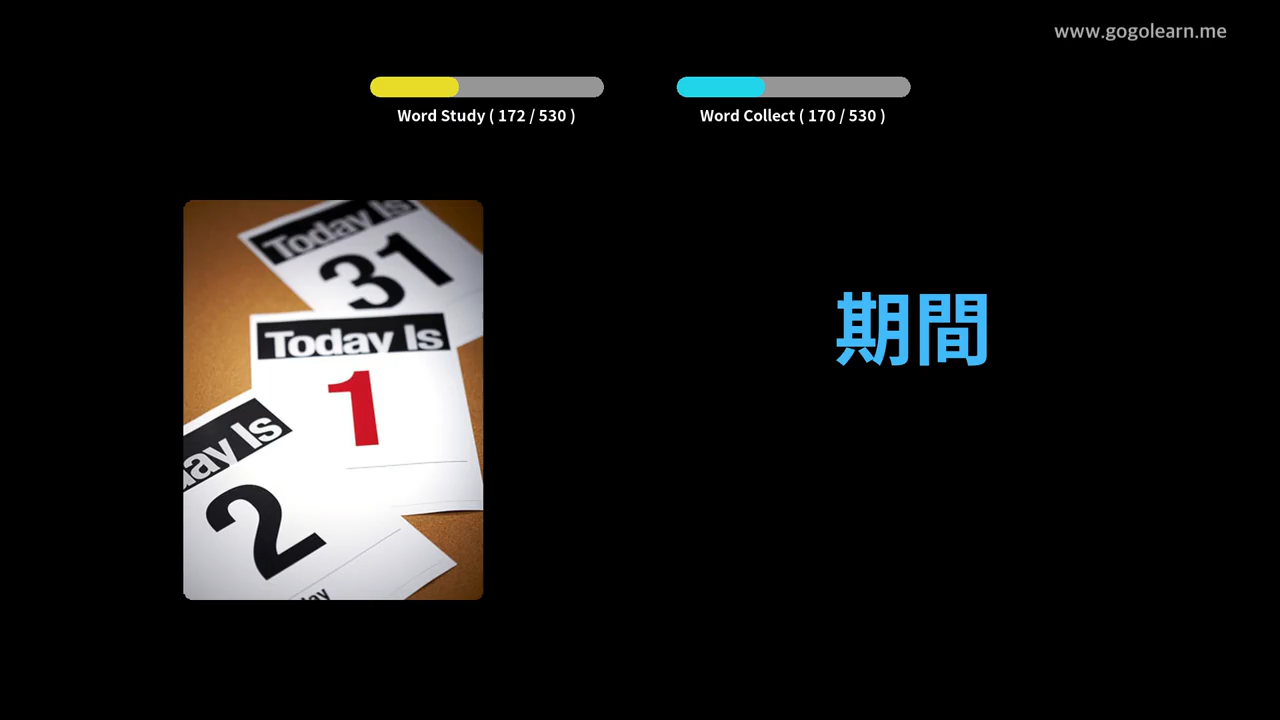 www.gogolearn.me
Word Study ( 172 / 530 )
Word Collect ( 170 / 530 )
Today Is
31
Today Is
1
ay Is
2
ay
期間